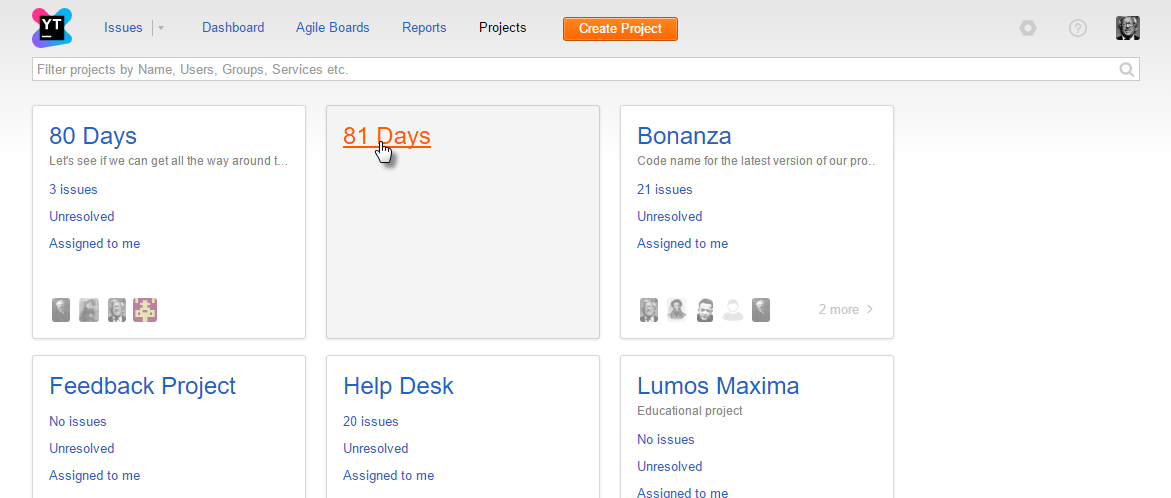 YT
Issues Dashboard Agile Boards Reports Projects Create Project
Filter projects by Name, Users, Groups, Services etc.
80 Days
Let's see if we can get all the way around t...
3 issues
Unresolved
Assigned to me
81 Days
Bonanza
Code name for the latest version of our pro...
21 issues
Unresolved
Assigned to me
2 more
Feedback Project
No issues
Unresolved
Assigned to me
Help Desk
20 issues
Unresolved
Assigned to me
Lumos Maxima
Educational project
No issues
Unresolved
Assigned to me